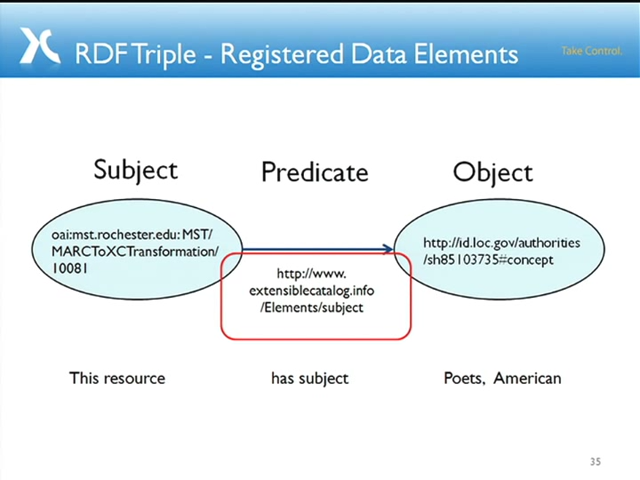 RDF Triple - Registered Data Elements
Take Control.
Subject
Predicate
Object
oai:mst.rochester.edu: MST/
MARCToXCTransformation/
10081
http://www.
extensiblecatalog.info
/Elements/subject
http://id.loc.gov/authorities
/sh85103735#concept
This resource
has subject
Poets, American
35